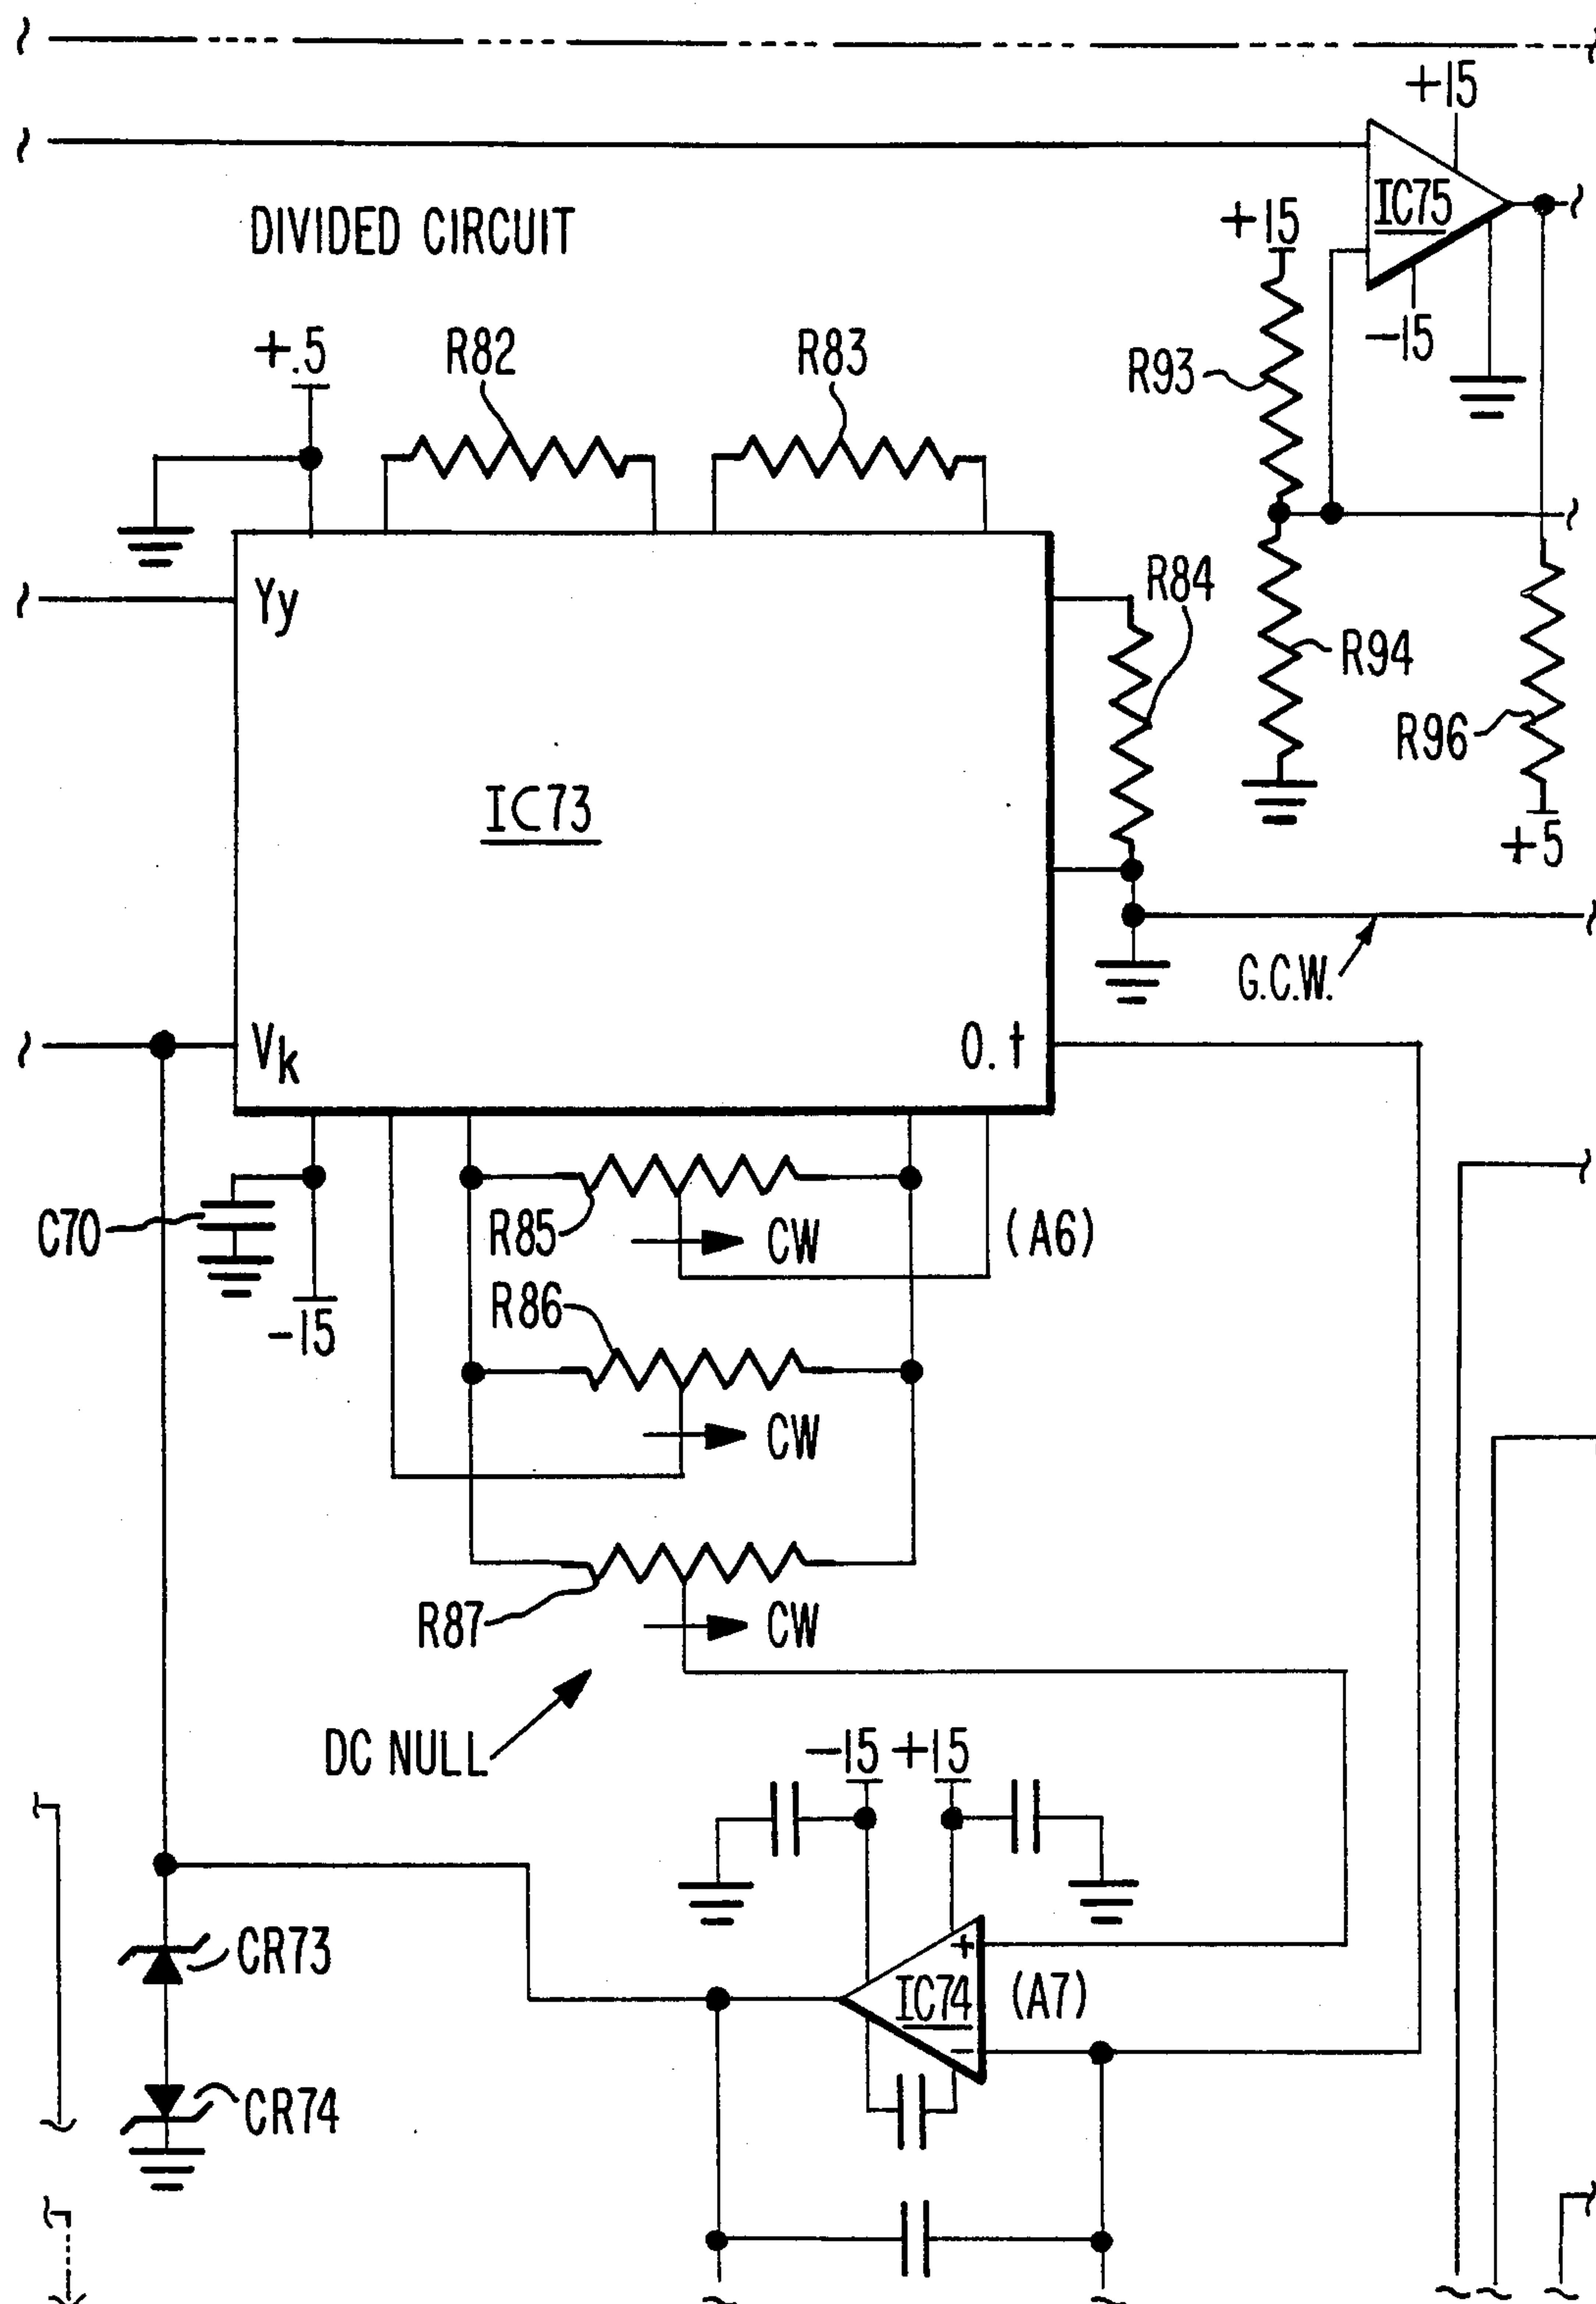 +15
IC75
-15
DIVIDED CIRCUIT
+15
+.5
R82
R83
R93
R84
Yy
R94
R96
+5
IC73
G.C.W.
Vk
0. t
C70
-15
R85
CW
(A6)
R86
CW
R87
CW
DC NULL
-15
+15
CR73
+
IC74
(A7)
-
CR74